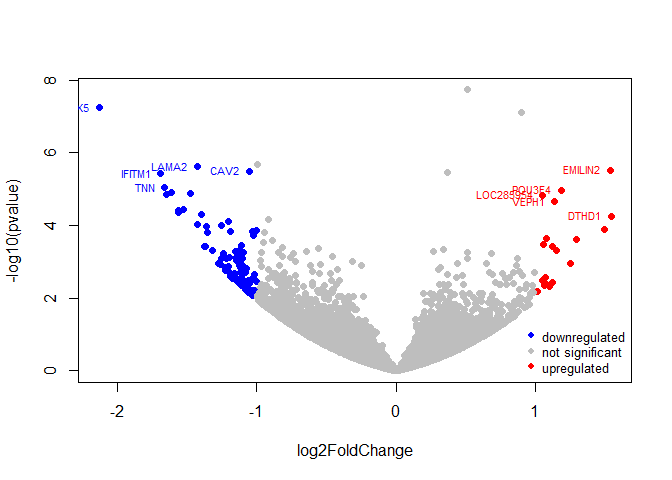 8
6
4
2
0
-log10(pvalue)
K5
LAMA2
IFITM1
CAV2
TNN
EMILIN2
POU3F4
LOC285954
VEPH1
DTHD1
downregulated
not significant
upregulated
-2
-1
0
1
log2FoldChange